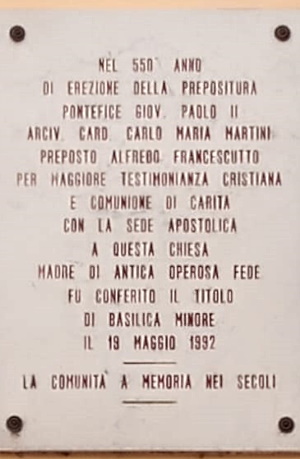 NEL 550° ANNO
DI EREZIONE DELLA PREPOSITURA
PONTEFICE GIOV. PAOLO II
ARCIV. CARD. CARLO MARIA MARTINI
PREPOSTO ALFREDO FRANCESCUTTO
PER MAGGIORE TESTIMONIANZA CRISTIANA
E COMUNIONE DI CARITÀ
CON LA SEDE APOSTOLICA
A QUESTA CHIESA
MADRE DI ANTICA OPEROSA FEDE
FU CONFERITO IL TITOLO
DI BASILICA MINORE
IL 19 MAGGIO 1992
LA COMUNITÀ A MEMORIA NEI SECOLI